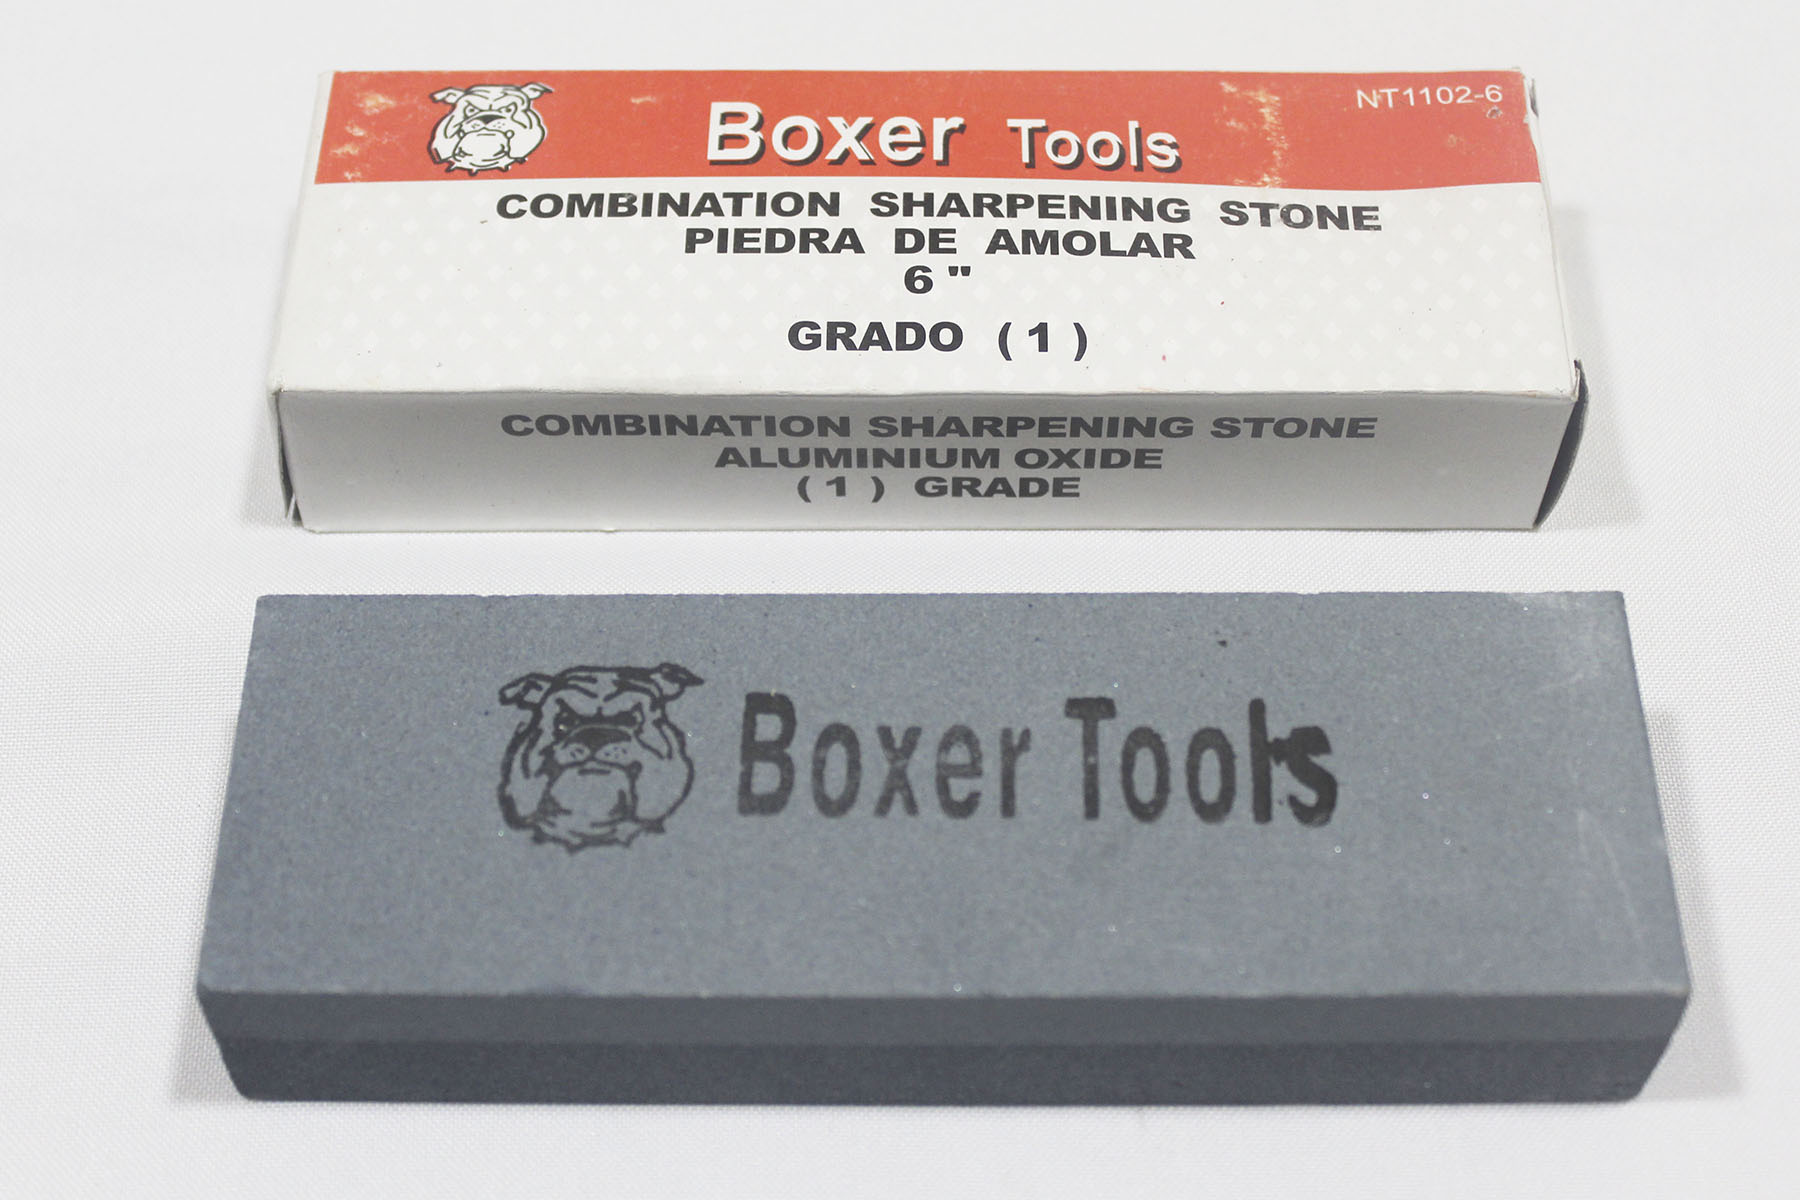 Boxer Tools
NT1102-6
COMBINATION SHARPENING STONE
PIEDRA DE AMOLAR
6"
GRADO (1)
COMBINATION SHARPENING STONE
ALUMINIUM OXIDE
(1) GRADE
Boxer Tools